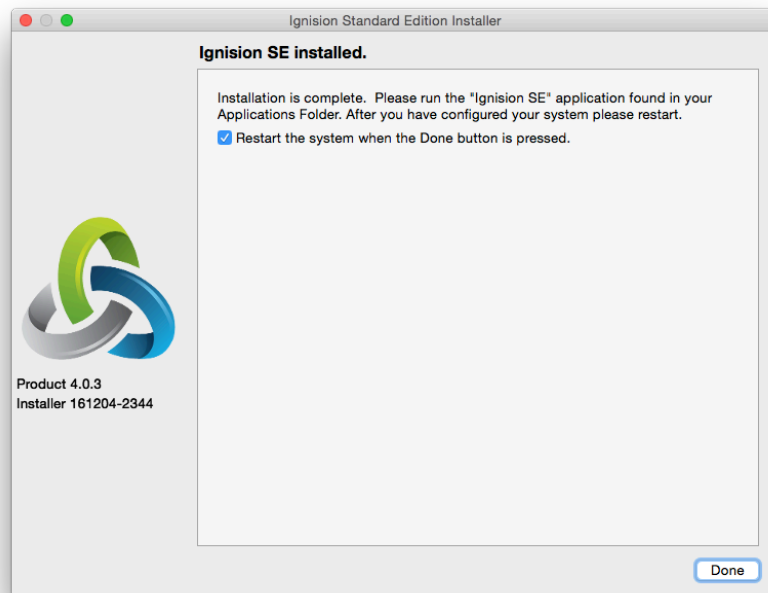 Ignision Standard Edition Installer
Ignision SE installed.
Installation is complete.  Please run the "Ignision SE" application found in your
Applications Folder. After you have configured your system please restart.
Restart the system when the Done button is pressed.
Product 4.0.3
Installer 161204-2344
Done